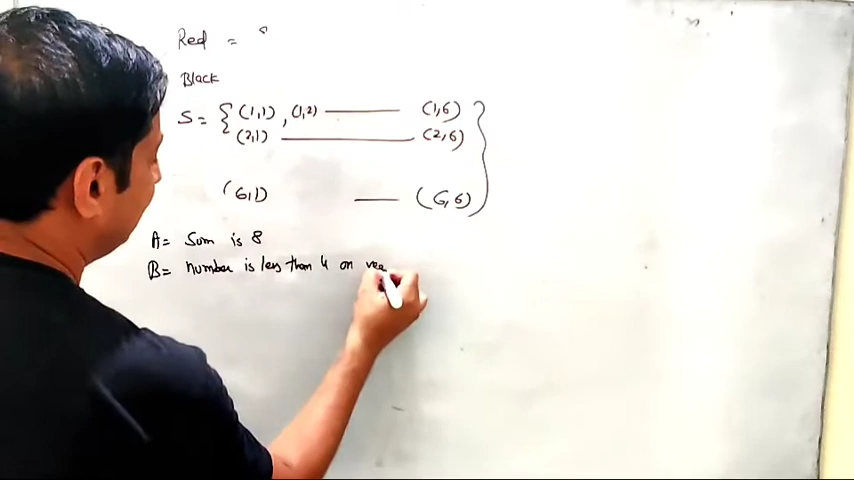 Red =
Black
S = { (1,1), (1,2) —— (1,6)
(2,1) —— (2,6)
(6,1) —— (6,6) }
A = Sum is 8
B = number is less than 4 on re